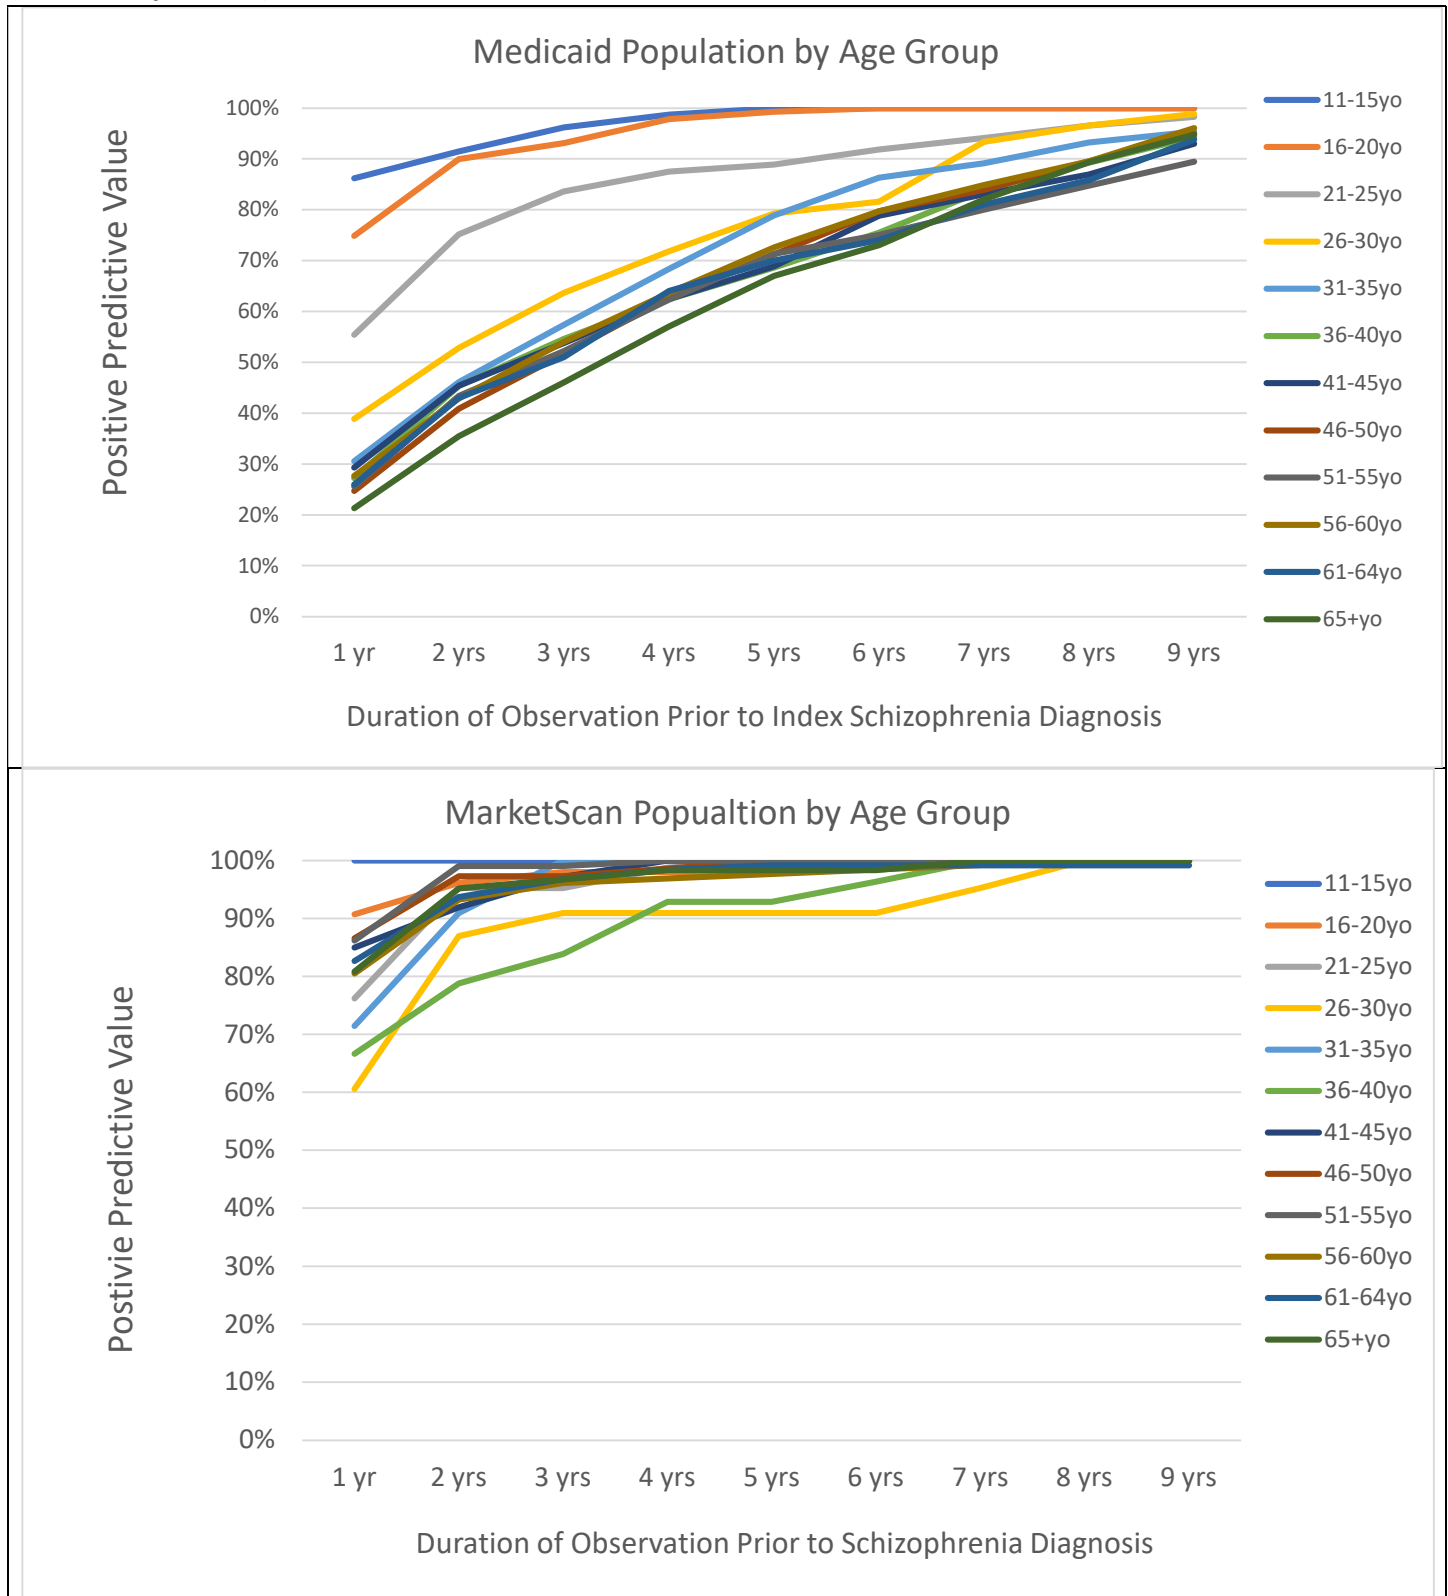 Medicaid Population by Age Group
Positive Predictive Value
100%
90%
80%
70%
60%
50%
40%
30%
20%
10%
0%
1 yr 2 yrs 3 yrs 4 yrs 5 yrs 6 yrs 7 yrs 8 yrs 9 yrs
Duration of Observation Prior to Index Schizophrenia Diagnosis
11-15yo
16-20yo
21-25yo
26-30yo
31-35yo
36-40yo
41-45yo
46-50yo
51-55yo
56-60yo
61-64yo
65+yo
MarketScan Popualtion by Age Group
Postivie Predictive Value
100%
90%
80%
70%
60%
50%
40%
30%
20%
10%
0%
1 yr 2 yrs 3 yrs 4 yrs 5 yrs 6 yrs 7 yrs 8 yrs 9 yrs
Duration of Observation Prior to Schizophrenia Diagnosis
11-15yo
16-20yo
21-25yo
26-30yo
31-35yo
36-40yo
41-45yo
46-50yo
51-55yo
56-60yo
61-64yo
65+yo